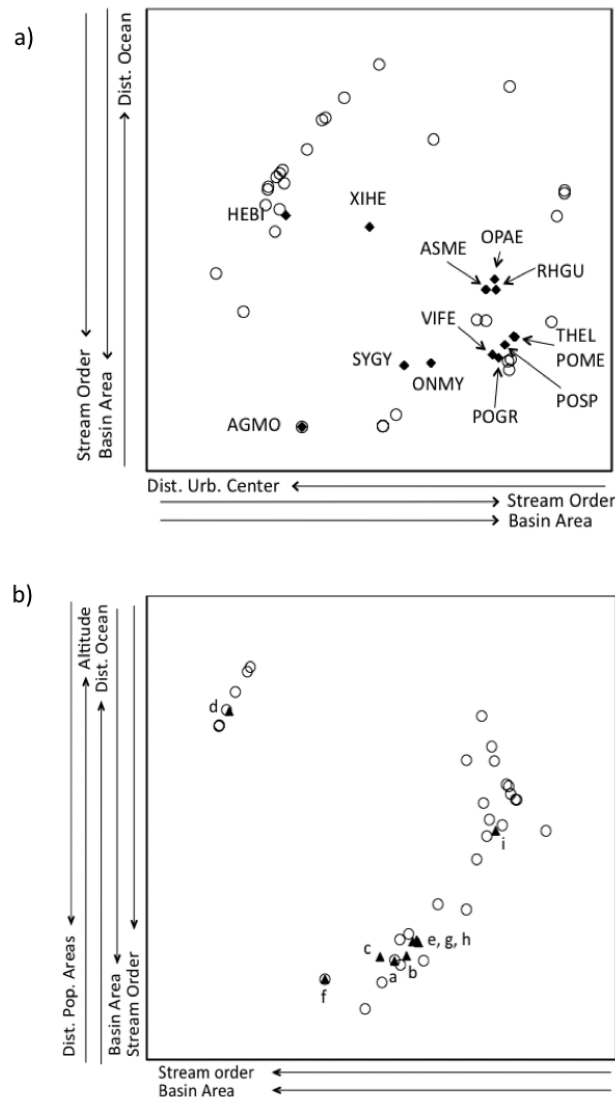 a)
Stream Order
Basin Area
Dist. Ocean
HEBI
XIHE
OPAE
ASME
RHGU
VIFE
THEL
SYGY
POME
ONMY
POSP
POGR
AGMO
Dist. Urb. Center
Stream Order
Basin Area
b)
Dist. Pop. Areas
Altitude
Dist. Ocean
Basin Area
Stream Order
d
i
e, g, h
c
a
b
f
Stream order
Basin Area